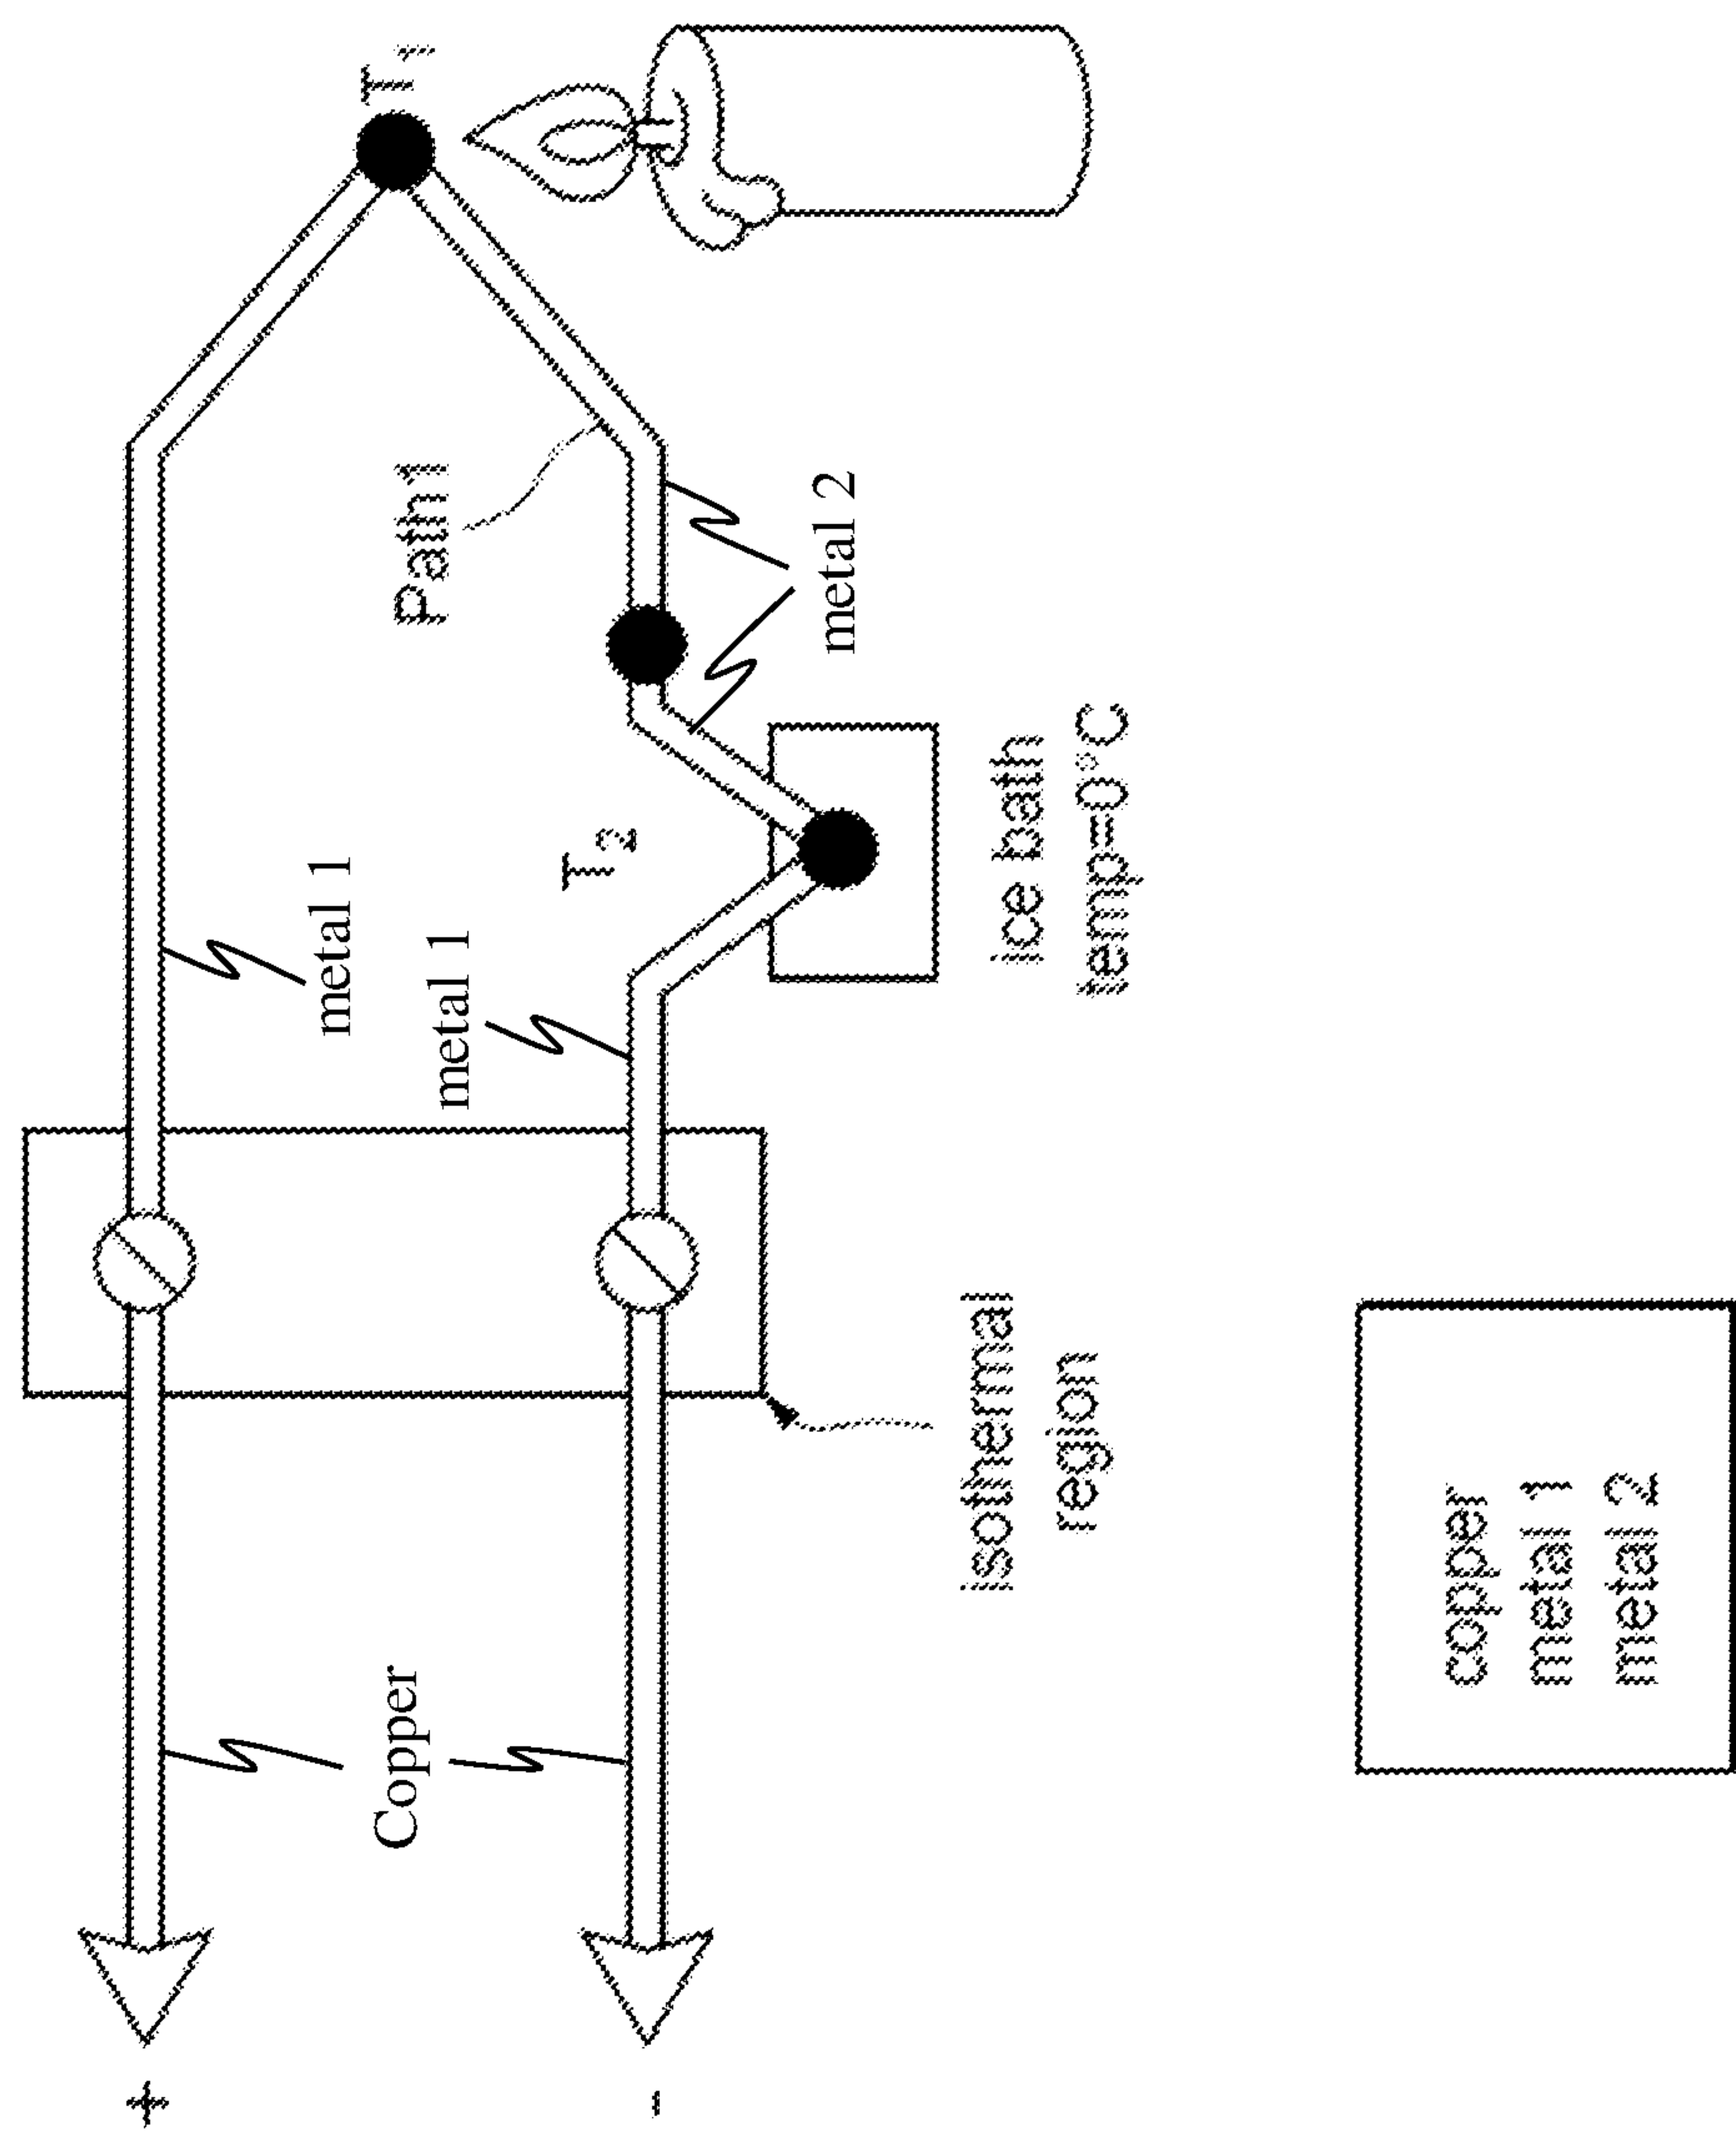 T1
Path1
metal 2
metal 1
metal 1
T2
ice bath
temp=0°C
isothermal
region
Copper
+
-
copper
metal 1
metal 2